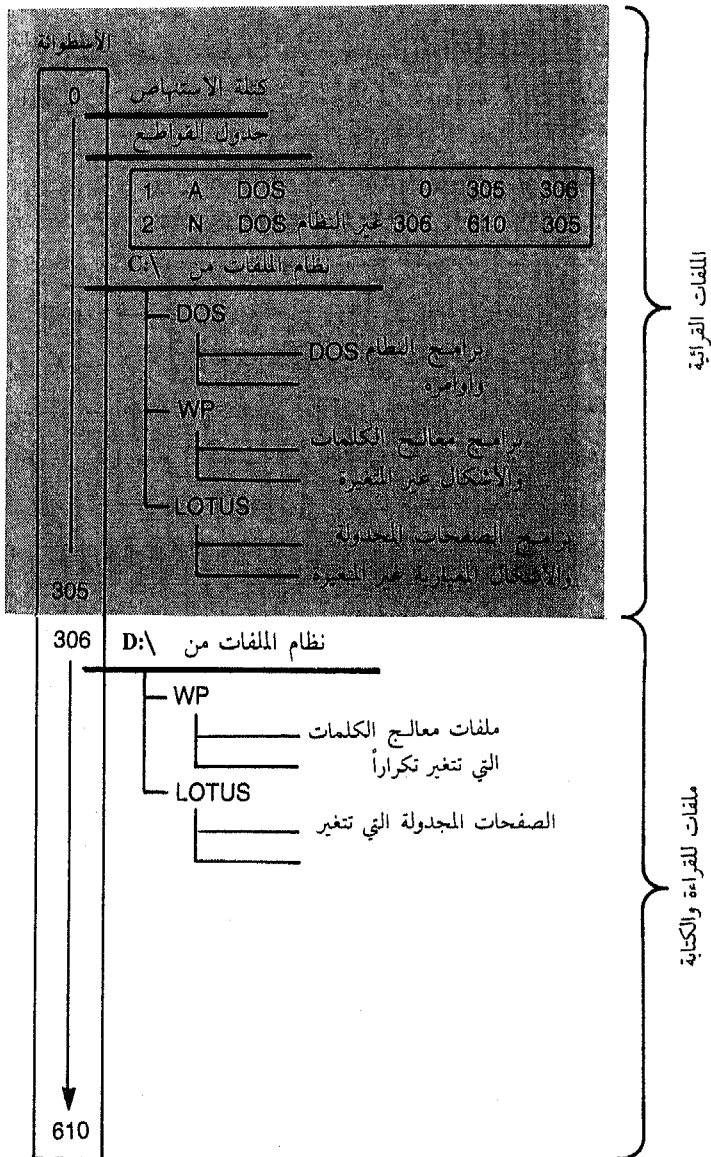 الأسطوانة
0
كتلة الاستنهاض
جدول القواطع
1 A DOS 0 305 306
2 N DOS غير النظام 306 610 305
نظام الملفات من C:\
DOS
برامج النظام DOS
وأوامره
WP
برامج معالج الكلمات
والأشكال غير المتغيرة
LOTUS
برامج الصفحات المجدولة
والأشكال المعيارية غير المتغيرة
305
الملفات القرائية
306
نظام الملفات من D:\
WP
ملفات معالج الكلمات
التي تتغير تكراراً
LOTUS
الصفحات المجدولة التي تتغير
610
ملفات للقراءة والكتابة